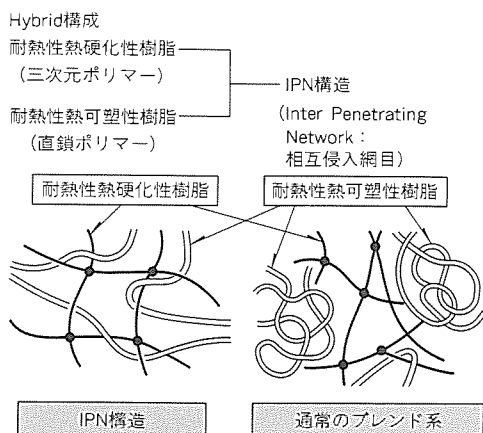 Hybrid構成
耐熱性熱硬化性樹脂
（三次元ポリマー）
IPN構造
耐熱性熱可塑性樹脂
（直鎖ポリマー）
(Inter Penetrating
Network：
相互侵入網目)
耐熱性熱硬化性樹脂
耐熱性熱可塑性樹脂
IPN構造
通常のブレンド系